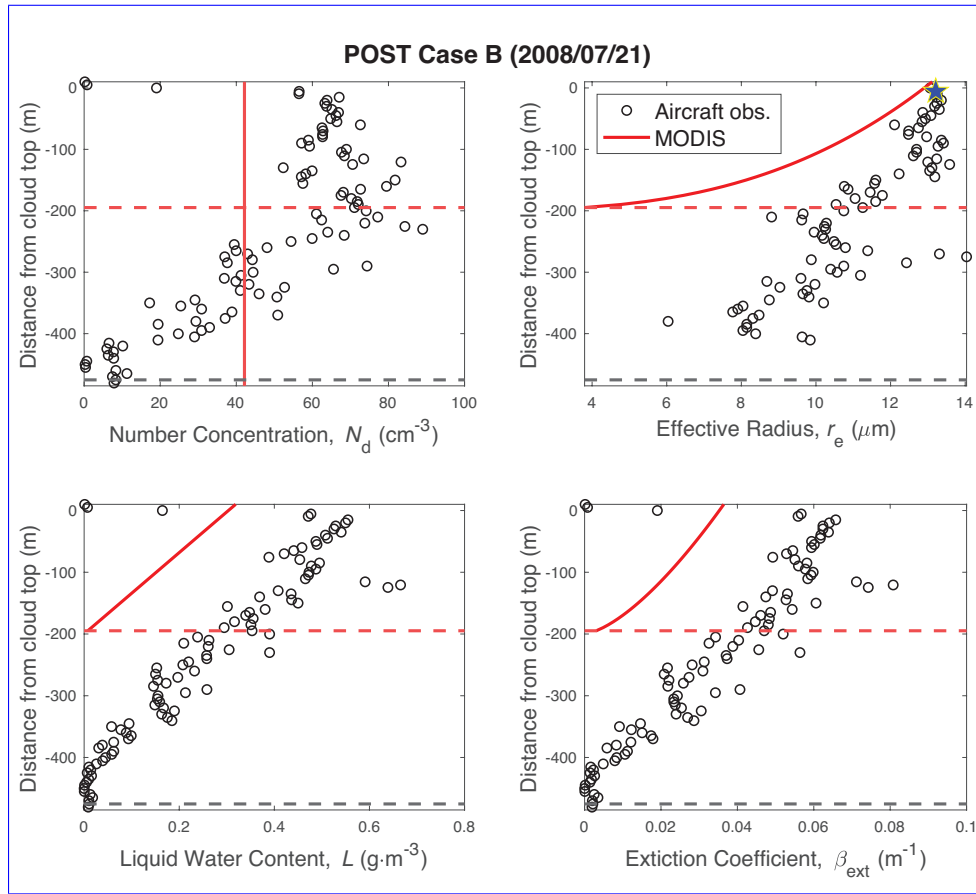 POST Case B (2008/07/21)
0
-100
-200
-300
-400
Distance from cloud top (m)
0 20 40 60 80 100
Number Concentration, Nd (cm-3)
Aircraft obs.
MODIS
0
-100
-200
-300
-400
Distance from cloud top (m)
4 6 8 10 12 14
Effective Radius, re (μm)
0
-100
-200
-300
-400
Distance from cloud top (m)
0 0.2 0.4 0.6 0.8
Liquid Water Content, L (g·m-3)
0
-100
-200
-300
-400
Distance from cloud top (m)
0 0.02 0.04 0.06 0.08 0.1
Extiction Coefficient, βext (m-1)